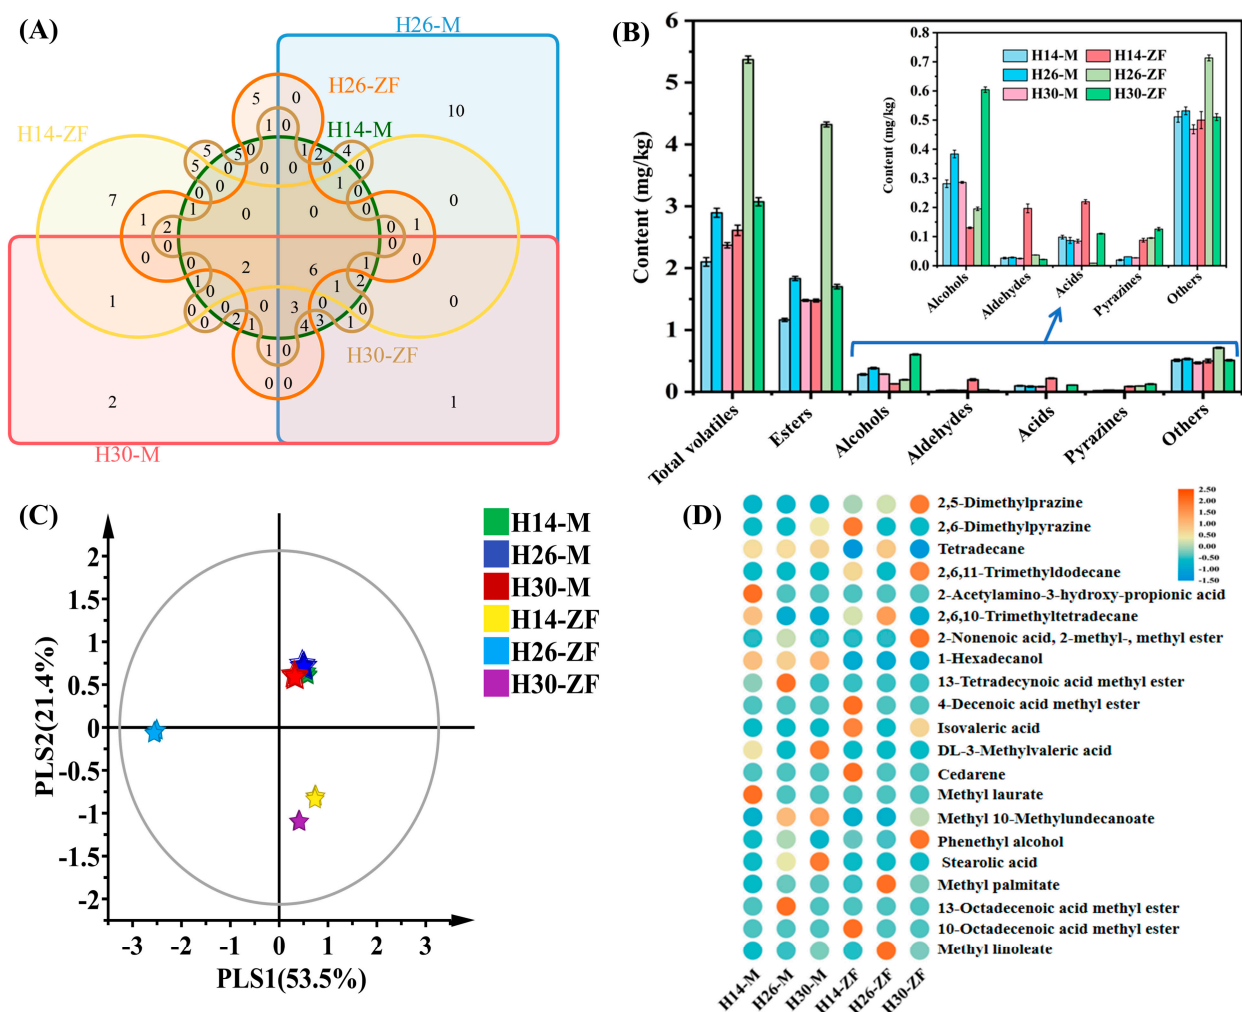 (A)
H26-M
H26-ZF
H14-ZF
H14-M
H30-ZF
H30-M
5 0 10
1 0
5 5 0 1 2 4
5 0 0 0 0 0
7 0 1 0 0
1 2 1 0 0 0 1
0 0 0 0
2 6 1
1 0 1 2 0
0 0 2 1 0 3 0 4 3 1 0
1 0
0 0
2 1
(B)
Content (mg/kg)
6
5
4
3
2
1
0
Total volatiles
Esters
Alcohols
Aldehydes
Acids
Pyrazines
Others
Content (mg/kg)
0.8
0.7
0.6
0.5
0.4
0.3
0.2
0.1
0.0
H14-M H14-ZF
H26-M H26-ZF
H30-M H30-ZF
Alcohols
Aldehydes
Acids
Pyrazines
Others
(C)
PLS2(21.4%)
2
1.5
1
0.5
0
-0.5
-1
-1.5
-2
-3 -2 -1 0 1 2 3
PLS1(53.5%)
H14-M
H26-M
H30-M
H14-ZF
H26-ZF
H30-ZF
(D)
2,5-Dimethylprazine
2,6-Dimethylpyrazine
Tetradecane
2,6,11-Trimethyldodecane
2-Acetylamino-3-hydroxy-propionic acid
2,6,10-Trimethyltetradecane
2-Nonenoic acid, 2-methyl-, methyl ester
1-Hexadecanol
13-Tetradecynoic acid methyl ester
4-Decenoic acid methyl ester
Isovaleric acid
DL-3-Methylvaleric acid
Cedarene
Methyl laurate
Methyl 10-Methylundecanoate
Phenethyl alcohol
Stearolic acid
Methyl palmitate
13-Octadecenoic acid methyl ester
10-Octadecenoic acid methyl ester
Methyl linoleate
2.50
2.00
1.50
1.00
0.50
0.00
-0.50
-1.00
-1.50
H14-M
H26-M
H30-M
H14-ZF
H26-ZF
H30-ZF